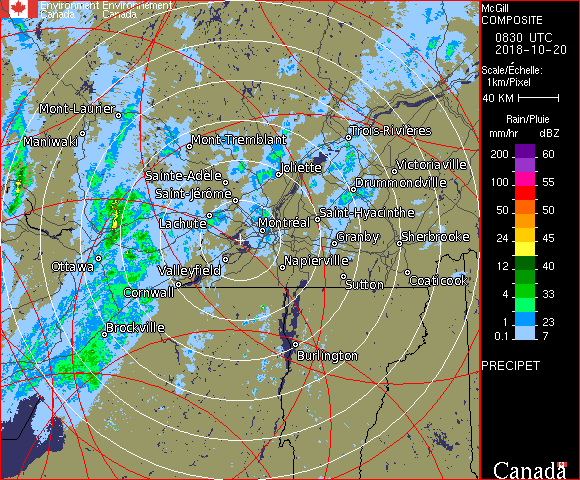 Environment Environnement
Canada Canada
McGill
COMPOSITE
0830 UTC
2018-10-20
Scale/Échelle:
1km/Pixel
40 KM
Rain/Pluie
mm/hr dBZ
200 60
100 55
50 50
24 45
12 40
4 33
1 23
0.1 7
PRECIPET
Canada
Mont-Laurier
Maniwaki
Mont-Tremblant
Trois-Rivières
Joliette
Victoriaville
Sainte-Adèle
Drummondville
Saint-Jérôme
Saint-Hyacinthe
Lachute
Montréal
Granby
Sherbrooke
Ottawa
Valleyfield
Napierville
Cornwall
Sutton
Coaticook
Brockville
Burlington